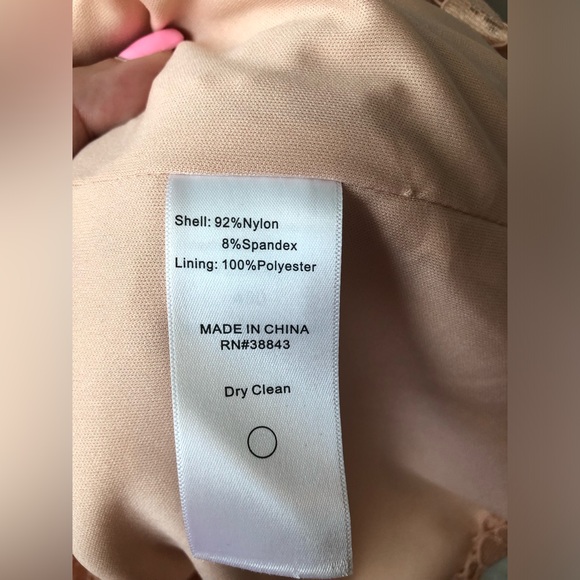 Shell: 92%Nylon
8%Spandex
Lining: 100%Polyester
MADE IN CHINA
RN#38843
Dry Clean